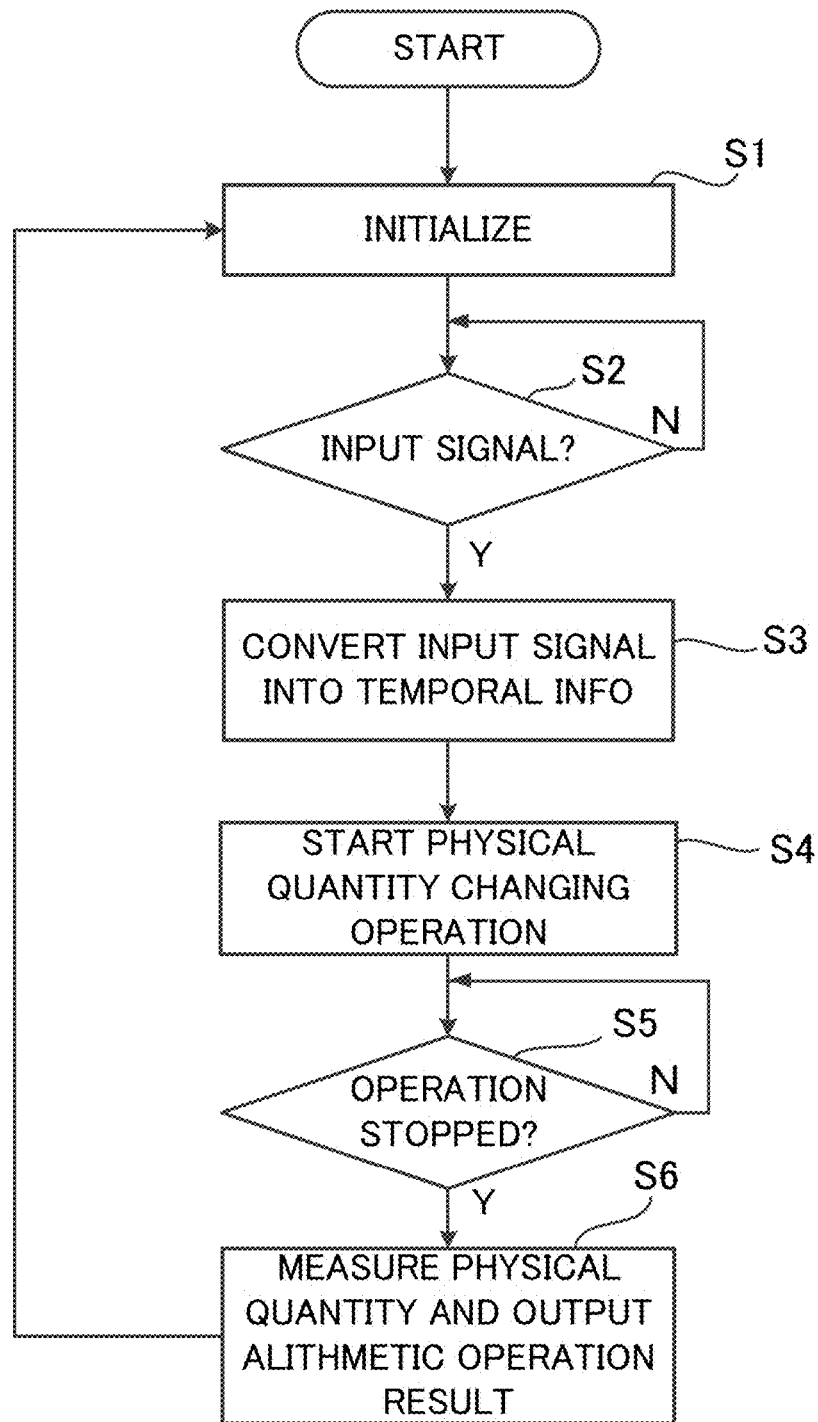 START
S1
INITIALIZE
S2
INPUT SIGNAL?
N
Y
CONVERT INPUT SIGNAL
INTO TEMPORAL INFO
S3
START PHYSICAL
QUANTITY CHANGING
OPERATION
S4
S5
OPERATION
STOPPED?
N
Y
S6
MEASURE PHYSICAL
QUANTITY AND OUTPUT
ALITHMETIC OPERATION
RESULT